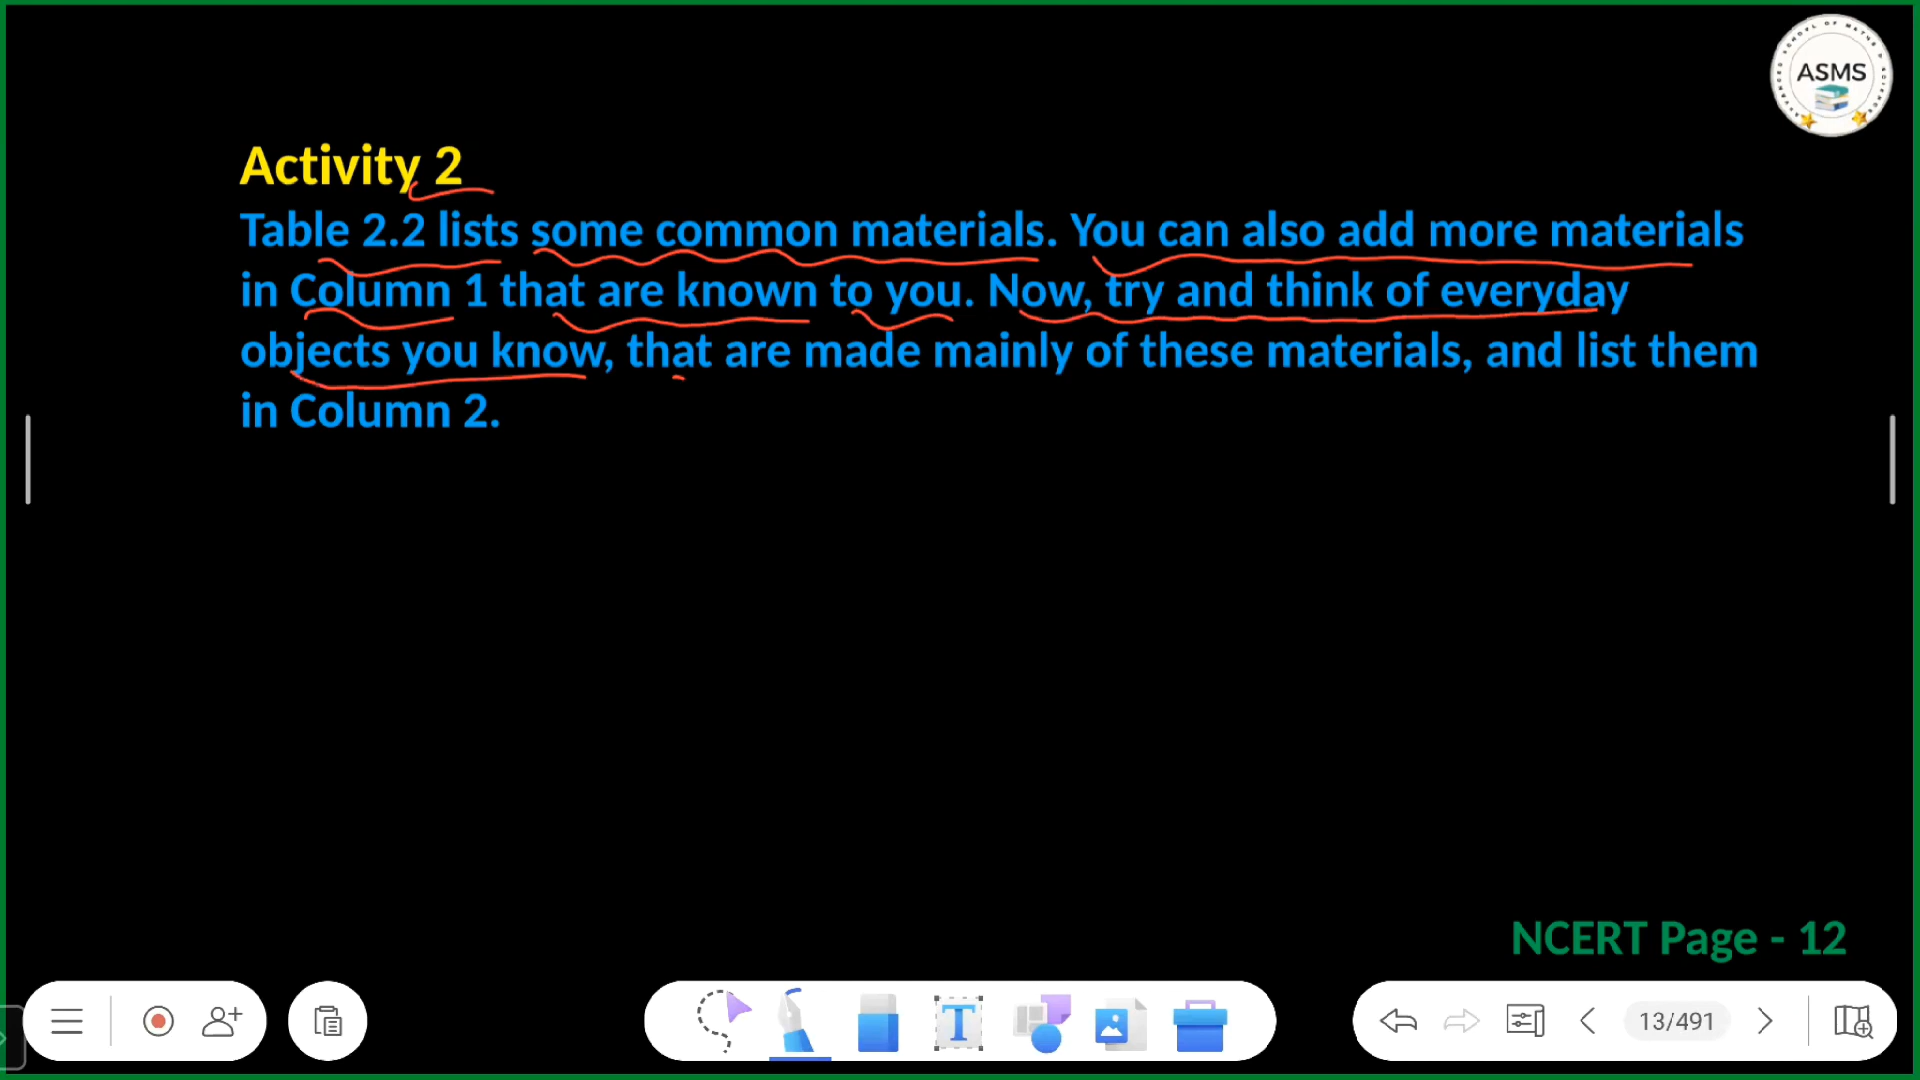 ASMS
Activity 2
Table 2.2 lists some common materials. You can also add more materials
in Column 1 that are known to you. Now, try and think of everyday
objects you know, that are made mainly of these materials, and list them
in Column 2.
NCERT Page - 12
T
13/491